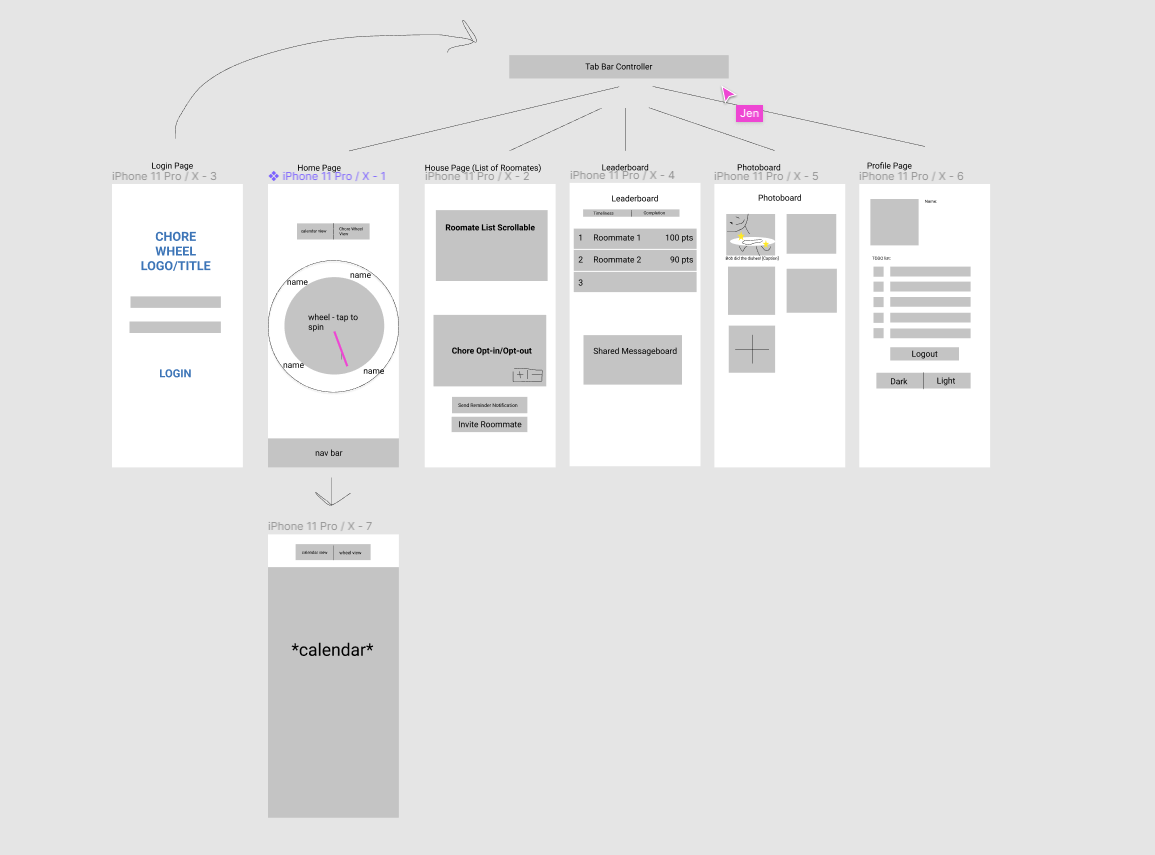 Tab Bar Controller
Jen
Login Page
iPhone 11 Pro / X - 3
CHORE
WHEEL
LOGO/TITLE
LOGIN
Home Page
iPhone 11 Pro / X - 1
calendar view
Chore Wheel
View
name
name
wheel - tap to
spin
name
name
nav bar
House Page (List of Roomates)
iPhone 11 Pro / X - 2
Roomate List Scrollable
Chore Opt-in/Opt-out
Send Reminder Notification
Invite Roommate
Leaderboard
iPhone 11 Pro / X - 4
Leaderboard
Timeliness
Completion
1 Roommate 1 100 pts
2 Roommate 2 90 pts
3
Shared Messageboard
Photoboard
iPhone 11 Pro / X - 5
Photoboard
Bob did the dishes! [Caption]
Profile Page
iPhone 11 Pro / X - 6
Name:
TODO list:
Logout
Dark
Light
iPhone 11 Pro / X - 7
calendar view
wheel view
*calendar*